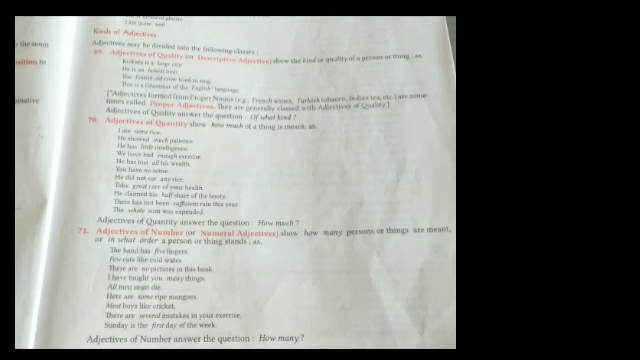 I am quite well.
Kinds of Adjectives
Adjectives may be divided into the following classes :
69. Adjectives of Quality (or Descriptive Adjective) show the kind or quality of a person or thing : as,
Kolkata is a large city.
He is an honest man.
The foolish old crow tried to sing.
This is a Grammar of the English language.
[Adjectives formed from Proper Nouns (e.g., French wines, Turkish tobacco, Indian tea, etc.) are some-
times called Proper Adjectives. They are generally classed with Adjectives of Quality.]
Adjectives of Quality answer the question : Of what kind ?
70. Adjectives of Quantity show how much of a thing is meant; as,
I ate some rice.
He showed much patience.
He has little intelligence.
We have had enough exercise.
He has lost all his wealth.
You have no sense.
He did not eat any rice.
Take great care of your health.
He claimed his half share of the booty.
There has not been sufficient rain this year.
The whole sum was expended.
Adjectives of Quantity answer the question : How much ?
71. Adjectives of Number (or Numeral Adjectives) show how many persons or things are meant,
or in what order a person or thing stands ; as,
The hand has five fingers.
Few cats like cold water.
There are no pictures in this book.
I have taught you many things.
All men must die.
Here are some ripe mangoes.
Most boys like cricket.
There are several mistakes in your exercise.
Sunday is the first day of the week.
Adjectives of Number answer the question : How many ?